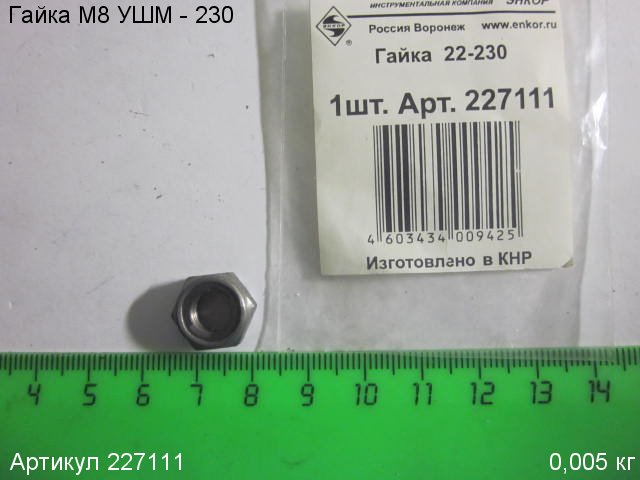 Гайка М8 УШМ - 230
ИНСТРУМЕНТАЛЬНАЯ КОМПАНИЯ ЭНКОР
ЭНКОР
Россия Воронеж www.enkor.ru
Гайка 22-230
1шт. Арт. 227111
4 603434 009425
Изготовлено в КНР
4 5 6 7 8 9 10 11 12 13 14
Артикул 227111
0,005 кг